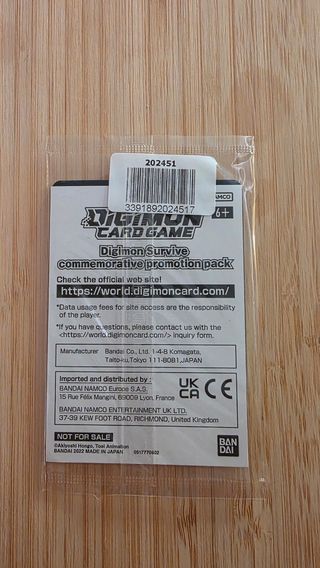 202451
3391892024517
NAMCO
6+
DIGIMON
CARD GAME
Digimon Survive
commemorative promotion pack
Check the official web site!
https://world.digimoncard.com/
*Data usage fees for site access are the responsibility
of the player.
*If you have questions, please contact us with the
<https://world.digimoncard.com/> inquiry form.
Manufacturer Bandai Co., Ltd. 1-4-8 Komagata,
Taito-ku,Tokyo 111-8081,JAPAN
Imported and distributed by :
BANDAI NAMCO Europe S.A.S.
15 Rue Félix Mangini, 69009 Lyon, France
BANDAI NAMCO ENTERTAINMENT UK LTD.
37-39 KEW FOOT ROAD, RICHMOND, United Kingdom
UK
CA
CE
NOT FOR SALE
©Akiyoshi Hongo, Toei Animation
BANDAI 2022 MADE IN JAPAN 0517770602
BAN
DAI